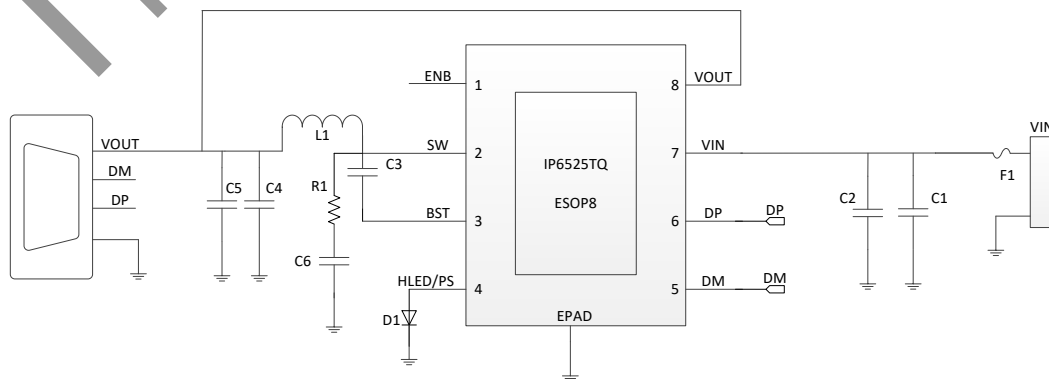 ENB
1
8
VOUT
VIN
VOUT
L1
SW
2
7
VIN
DM
C3
IP6525TQ
F1
R1
ESOP8
C5
C4
C2
C1
DP
BST
3
6
DP
DP
C6
HLED/PS
4
5
DM
DM
D1
EPAD